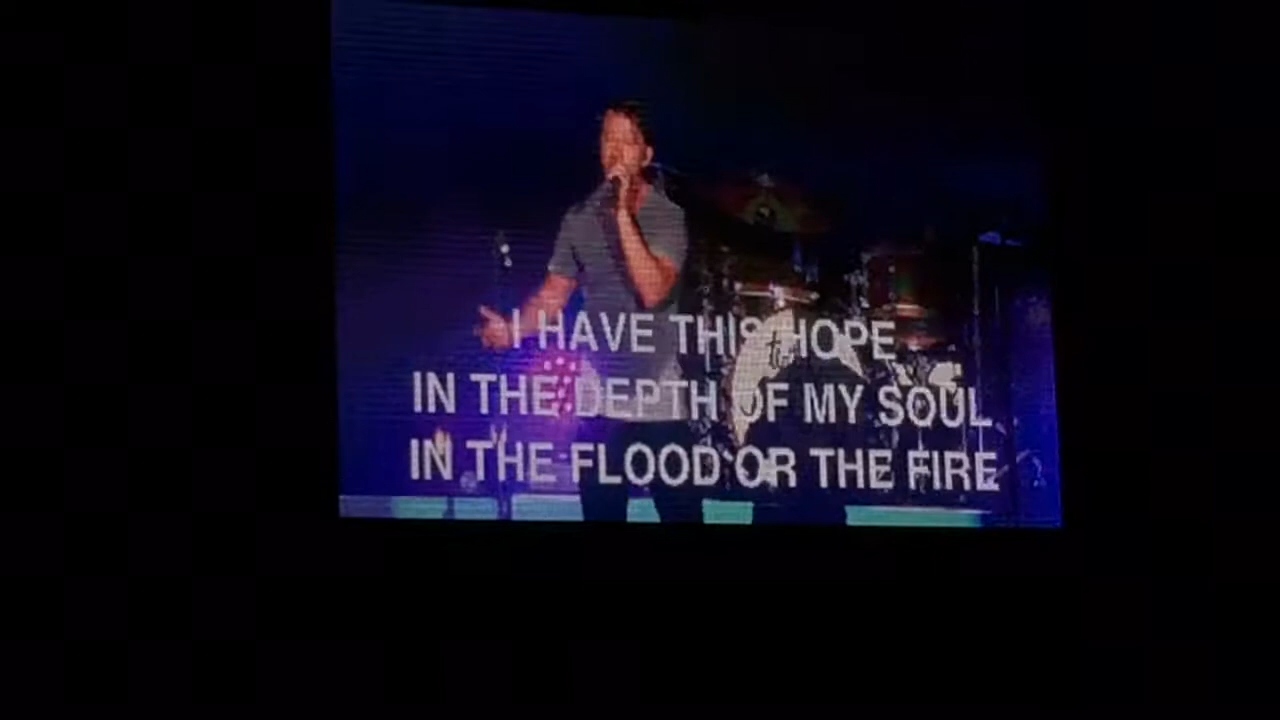 I HAVE THIS HOPE
IN THE DEPTH OF MY SOUL
IN THE FLOOD OR THE FIRE